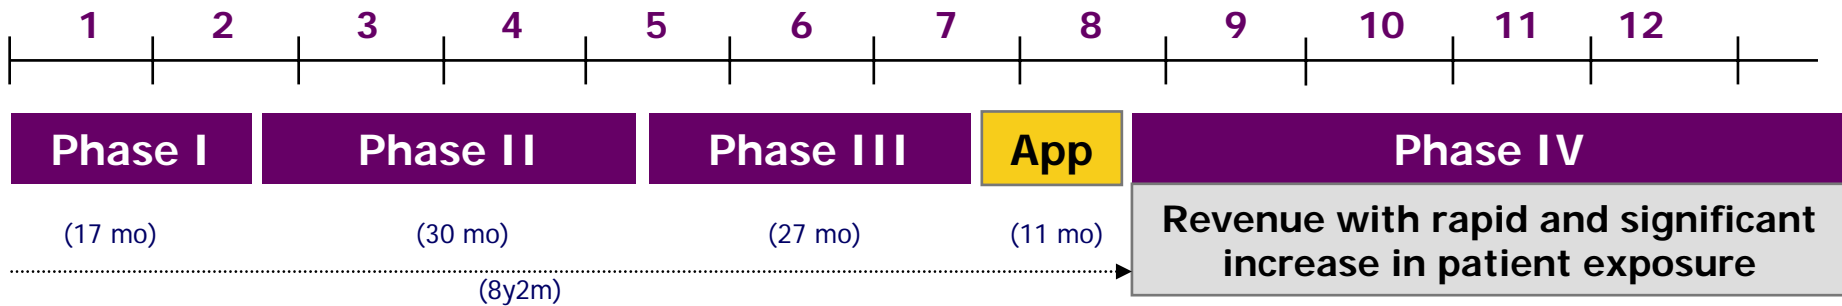 1 2 3 4 5 6 7 8 9 10 11 12
Phase I Phase II Phase III App Phase IV
(17 mo) (30 mo) (27 mo) (11 mo)
Revenue with rapid and significant
increase in patient exposure
(8y2m)